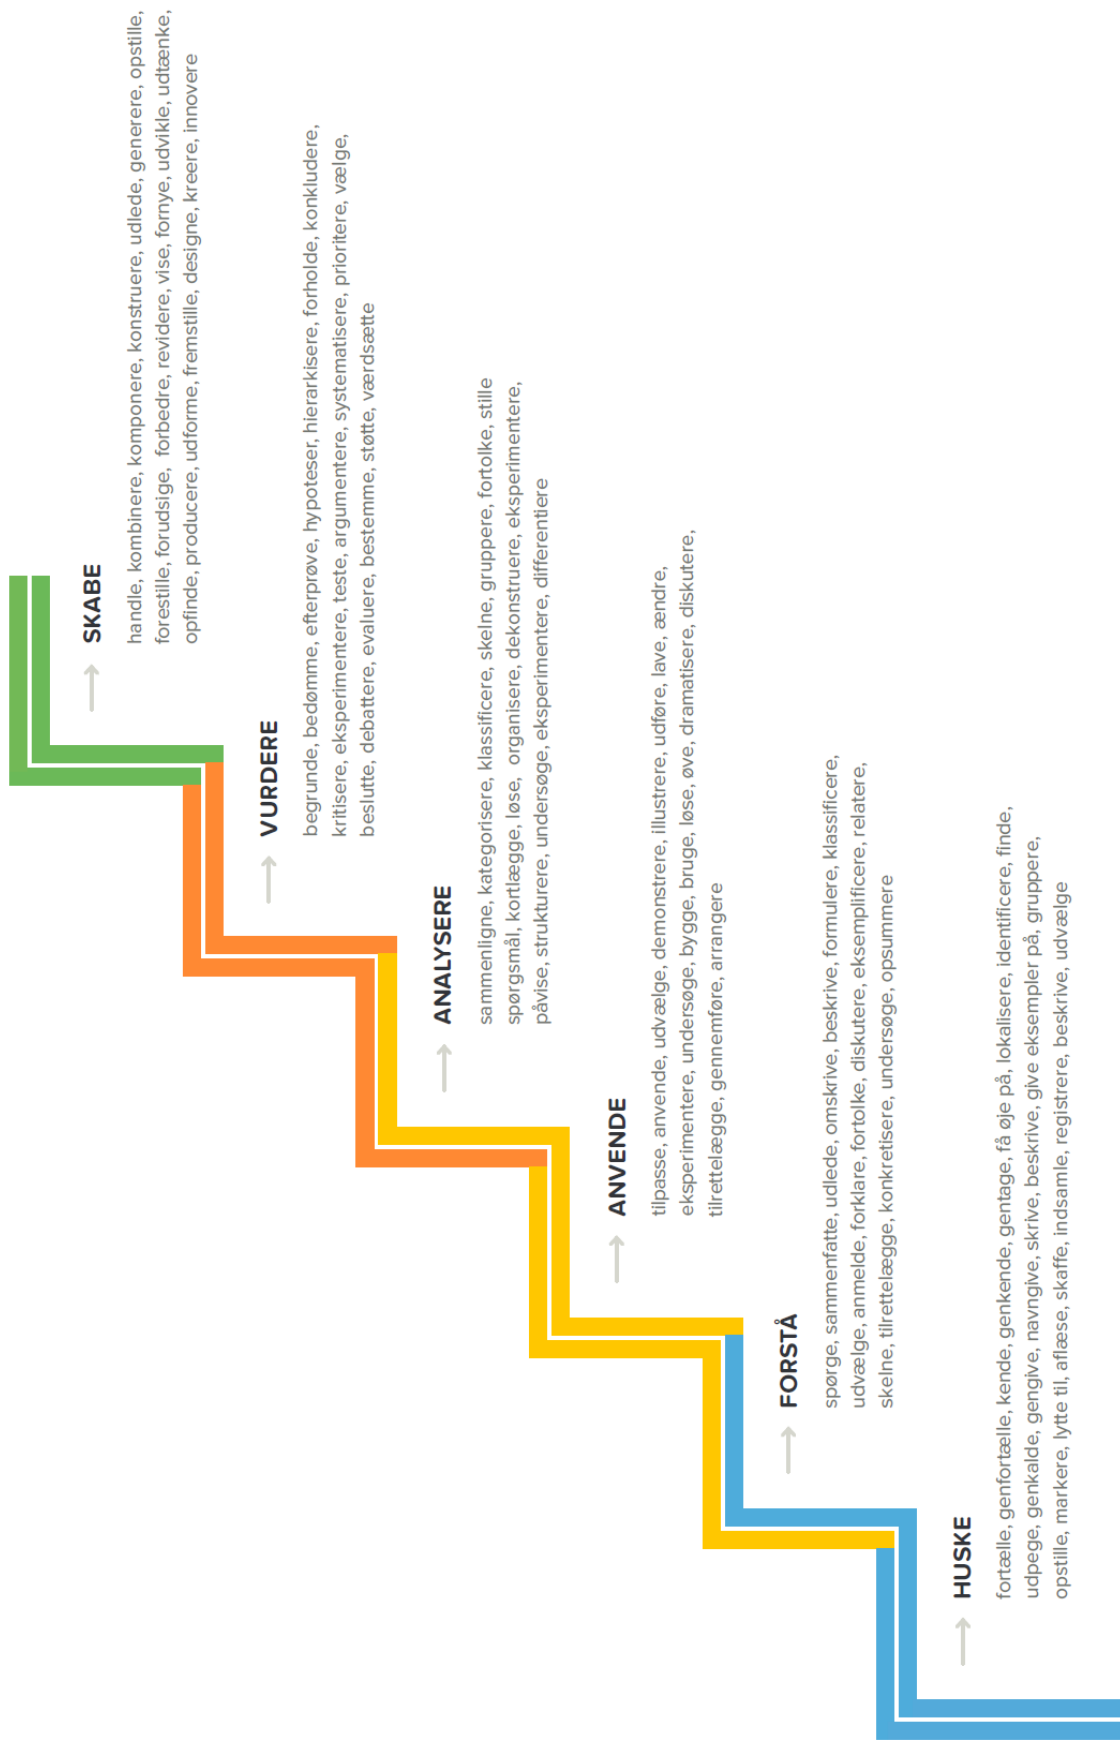 SKABE
handle, kombinere, komponere, konstruere, udlede, generere, opstille,
forestille, forudsige, forbedre, revidere, vise, fornye, udvikle, udtænke,
opfinde, producere, udforme, fremstille, designe, kreere, innovere
VURDERE
begrunde, bedømme, efterprøve, hypoteser, hierarkisere, forholde, konkludere,
kritisere, eksperimentere, teste, argumentere, systematisere, prioritere, vælge,
beslutte, debattere, evaluere, bestemme, støtte, værdsætte
ANALYSERE
sammenligne, kategorisere, klassificere, skelne, gruppere, fortolke, stille
spørgsmål, kortlægge, løse, organisere, dekonstruere, eksperimentere,
påvise, strukturere, undersøge, eksperimentere, differentiere
ANVENDE
tilpasse, anvende, udvælge, demonstrere, illustrere, udføre, lave, ændre,
eksperimentere, undersøge, bygge, bruge, løse, øve, dramatisere, diskutere,
tilrettelægge, gennemføre, arrangere
FORSTÅ
spørge, sammenfatte, udlede, omskrive, beskrive, formulere, klassificere,
udvælge, anmelde, forklare, fortolke, diskutere, eksemplificere, relatere,
skelne, tilrettelægge, konkretisere, undersøge, opsummere
HUSKE
fortælle, genfortælle, kende, genkende, gentage, få øje på, lokalisere, identificere, finde,
udpege, genkalde, gengive, navngive, skrive, beskrive, give eksempler på, gruppere,
opstille, markere, lytte til, aflæese, skaffe, indsamle, registrere, beskrive, udvælge